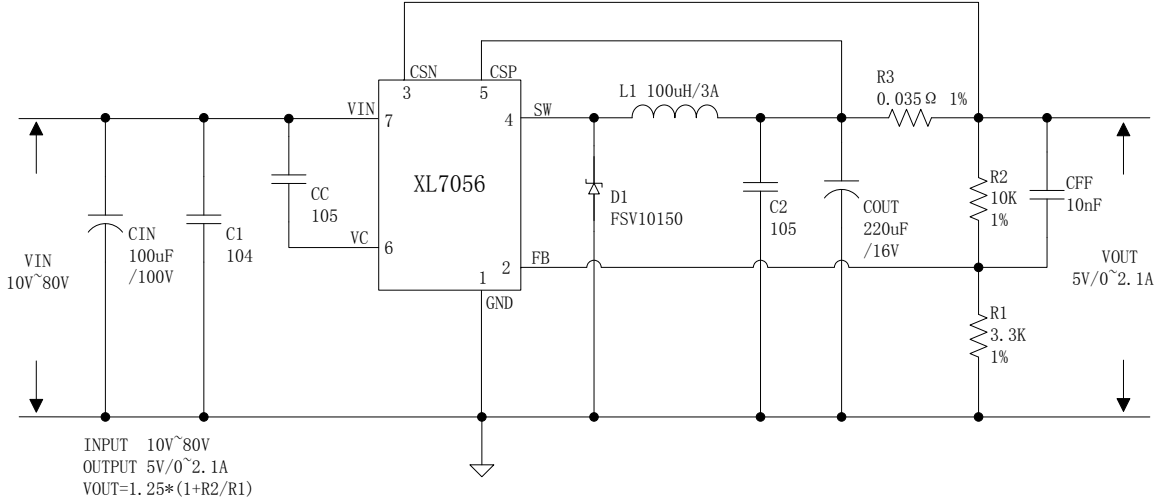 CSN
CSP
3
5
R3
0.035Ω 1%
L1 100uH/3A
VIN
7
4
SW
XL7056
CC
105
D1
FSV10150
R2
10K
1%
CFF
10nF
CIN
100uF
/100V
C1
104
C2
105
COUT
220uF
/16V
VC
6
2
FB
VIN
10V~80V
VOUT
5V/0~2.1A
1
GND
R1
3.3K
1%
INPUT 10V~80V
OUTPUT 5V/0~2.1A
VOUT=1.25*(1+R2/R1)